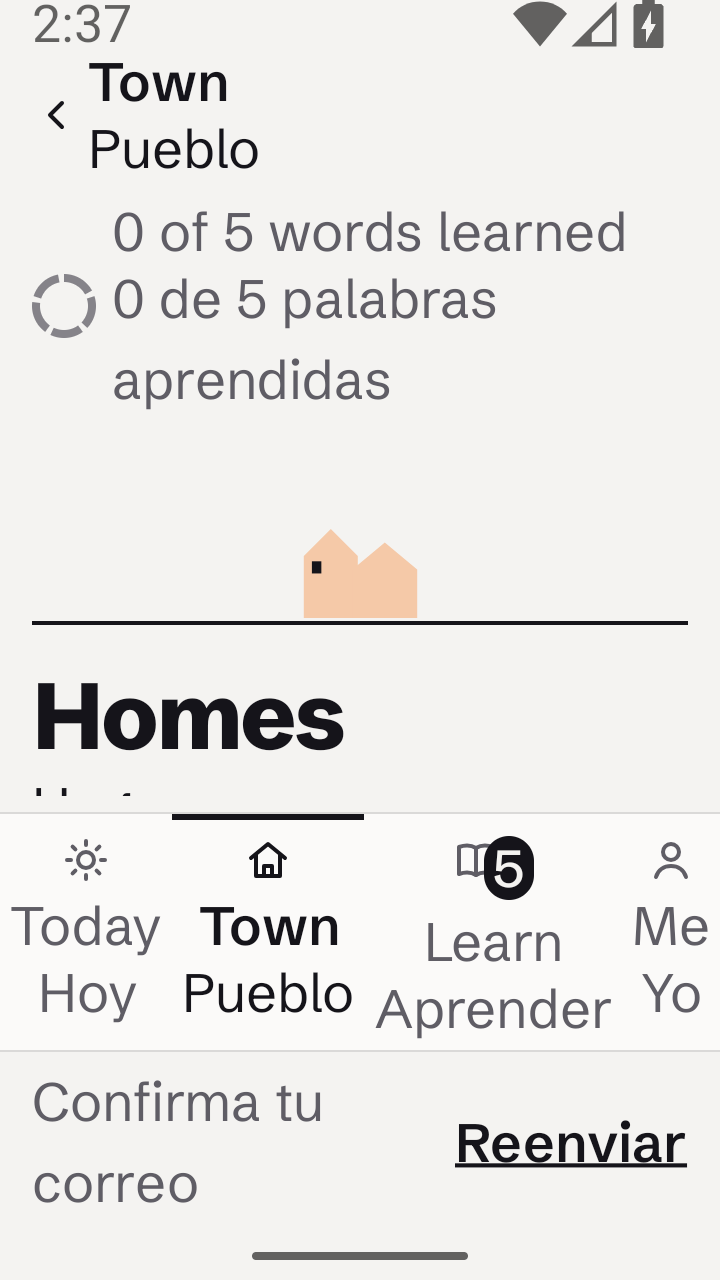 2:37
Town
Pueblo
0 of 5 words learned
0 de 5 palabras
aprendidas
Homes
Today
Hoy
Town
Pueblo
5
Learn
Aprender
Me
Yo
Confirma tu
correo
Reenviar